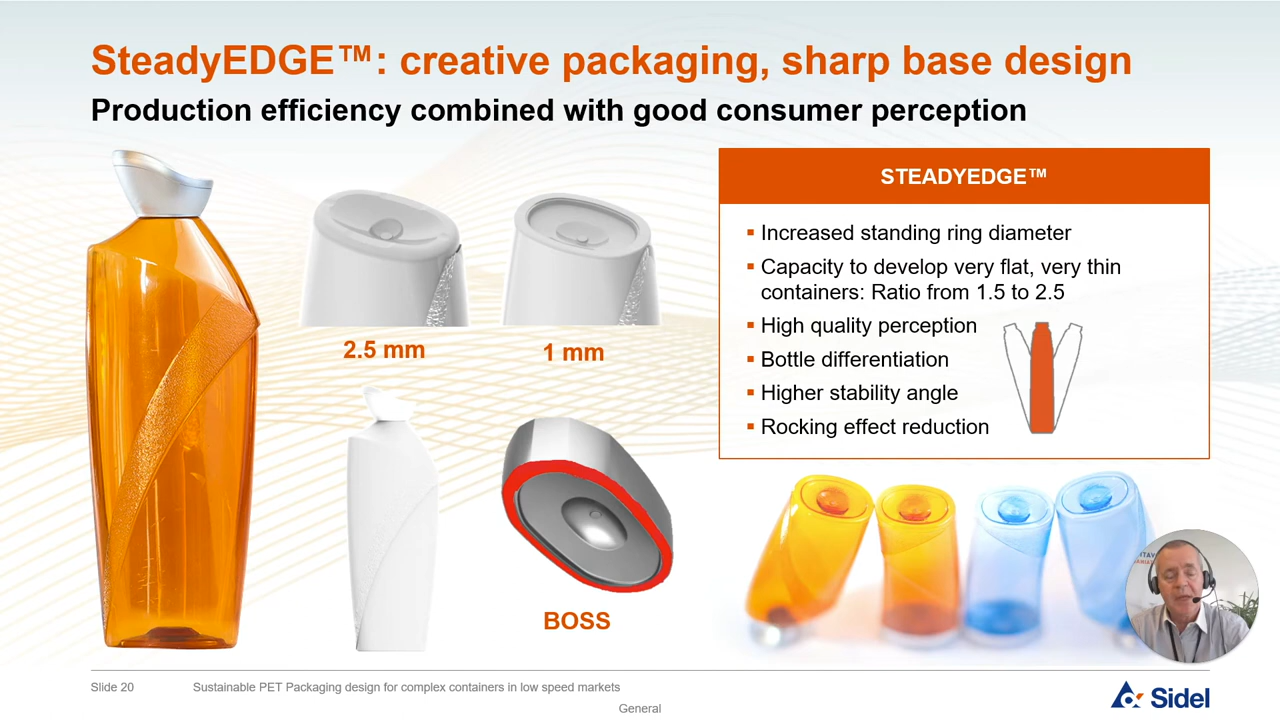 SteadyEDGE™: creative packaging, sharp base design
Production efficiency combined with good consumer perception
2.5 mm
1 mm
BOSS
STEADYEDGE™
▪ Increased standing ring diameter
▪ Capacity to develop very flat, very thin
containers: Ratio from 1.5 to 2.5
▪ High quality perception
▪ Bottle differentiation
▪ Higher stability angle
▪ Rocking effect reduction
Slide 20
Sustainable PET Packaging design for complex containers in low speed markets
General
Sidel